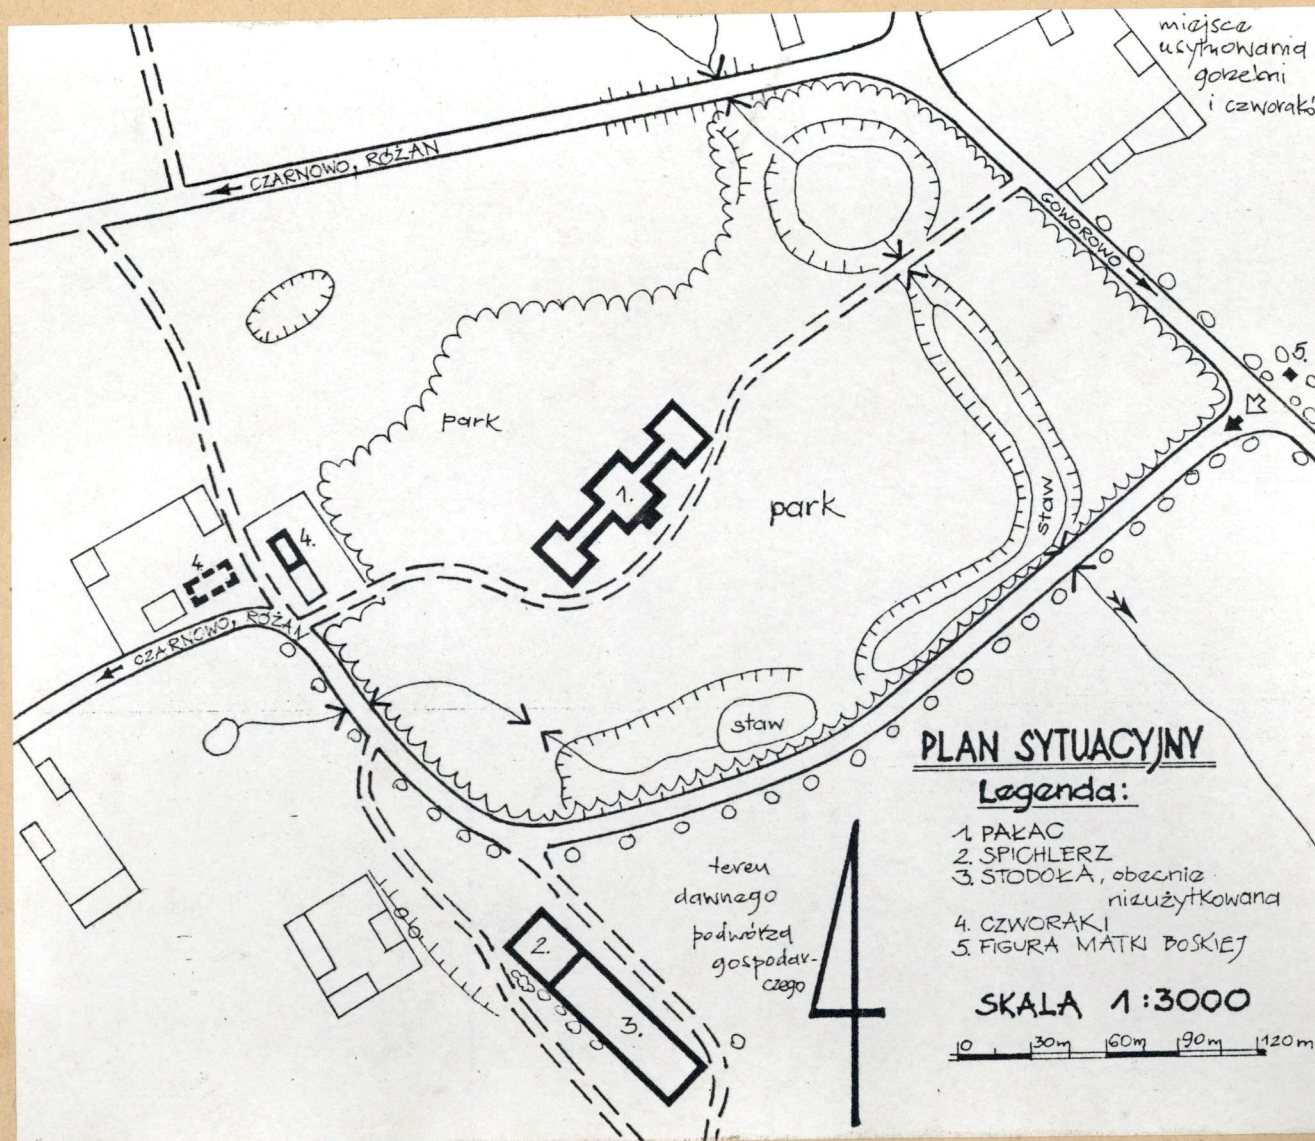 miejsce
usytuowania
gorzelni
i czworakó
CZARNOWO, RÓŻAN
GOWOROWO
5.
park
1.
park
staw
4.
4.
CZARNOWO, RÓŻAN
staw
PLAN SYTUACYJNY
Legenda:
1. PAŁAC
2. SPICHLERZ
3. STODOŁA, obecnie
nieużytkowana
4. CZWORAKI
5. FIGURA MATKI BOSKIEJ
teren
dawnego
podwórza
gospodar-
czego
2.
3.
SKALA 1:3000
0 30m 60m 90m 120m